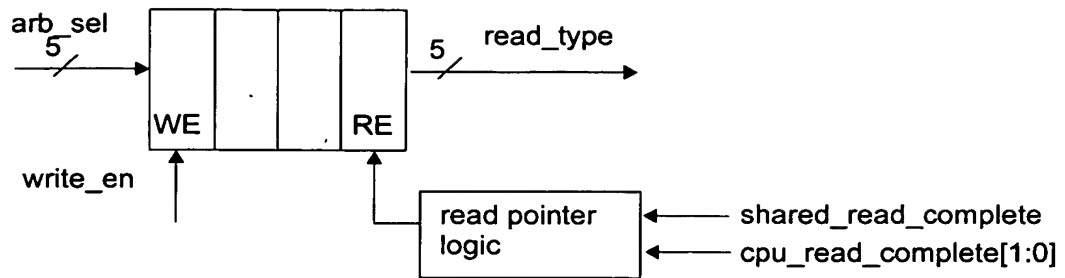 arb_sel
5
5
read_type
WE
RE
write_en
read pointer
logic
shared_read_complete
cpu_read_complete[1:0]